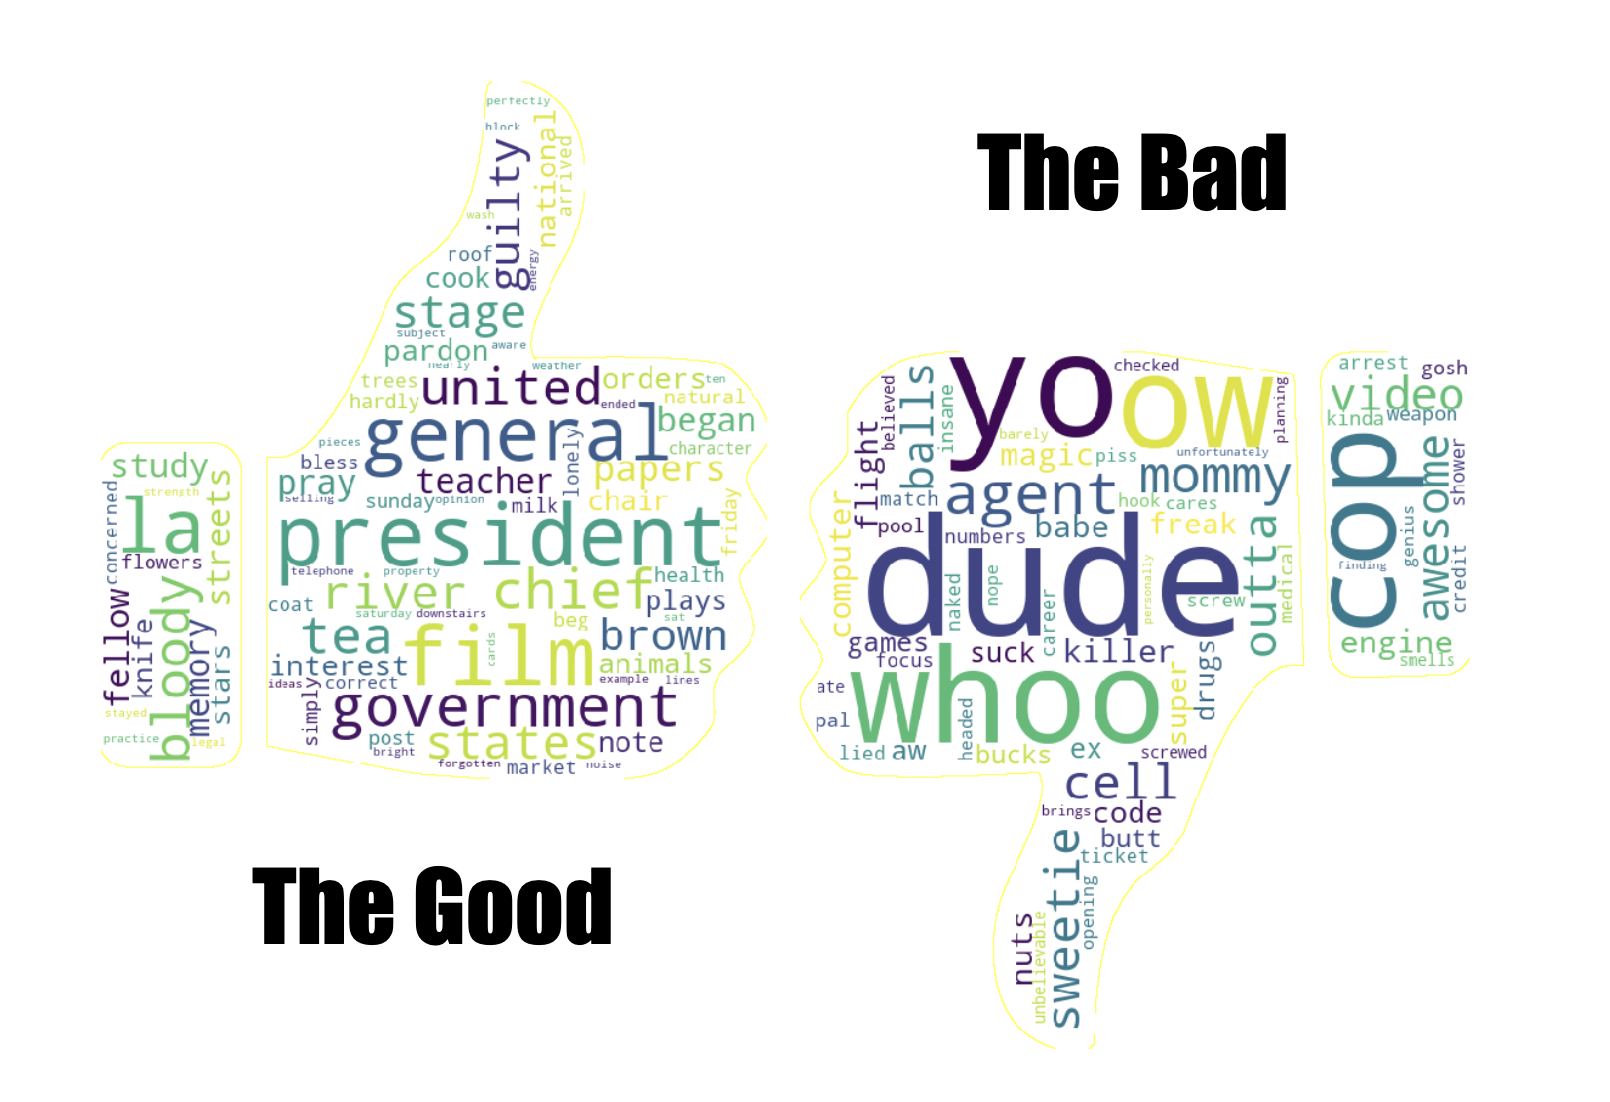 The Bad
The Good
perfectly
block
guilty
national
arrived
wash
roof
cook
energy
stage
subject
pardon
aware
nearly
weather
trees
united
orders
ten
hardly
ended
natural
general
began
pieces
lonely
character
bless
teacher
papers
pray
selling
sunday
opinion
milk
chair
president
friday
telephone
property
health
river
chief
coat
saturday
downstairs
beg
plays
sat
tea
film
cards
brown
interest
animals
ideas
correct
example
lines
simply
government
post
bright
states
note
forgotten
market
noise
study
strength
concerned
la
streets
flowers
fellow
knife
bloody
memory
stars
stayed
practice
legal
yo
ow
checked
planning
believed
balls
insane
barely
magic
piss
unfortunately
mommy
flight
match
agent
hook
cares
computer
pool
numbers
babe
freak
dude
outta
medical
naked
nope
career
personally
screw
games
focus
suck
killer
super
drugs
ate
whoo
pal
lied
aw
headed
bucks
ex
screwed
cell
brings
code
butt
ticket
sweetie
opening
nuts
unbelievable
arrest
gosh
video
kinda
weapon
cop
awesome
shower
genius
finding
credit
engine
smells